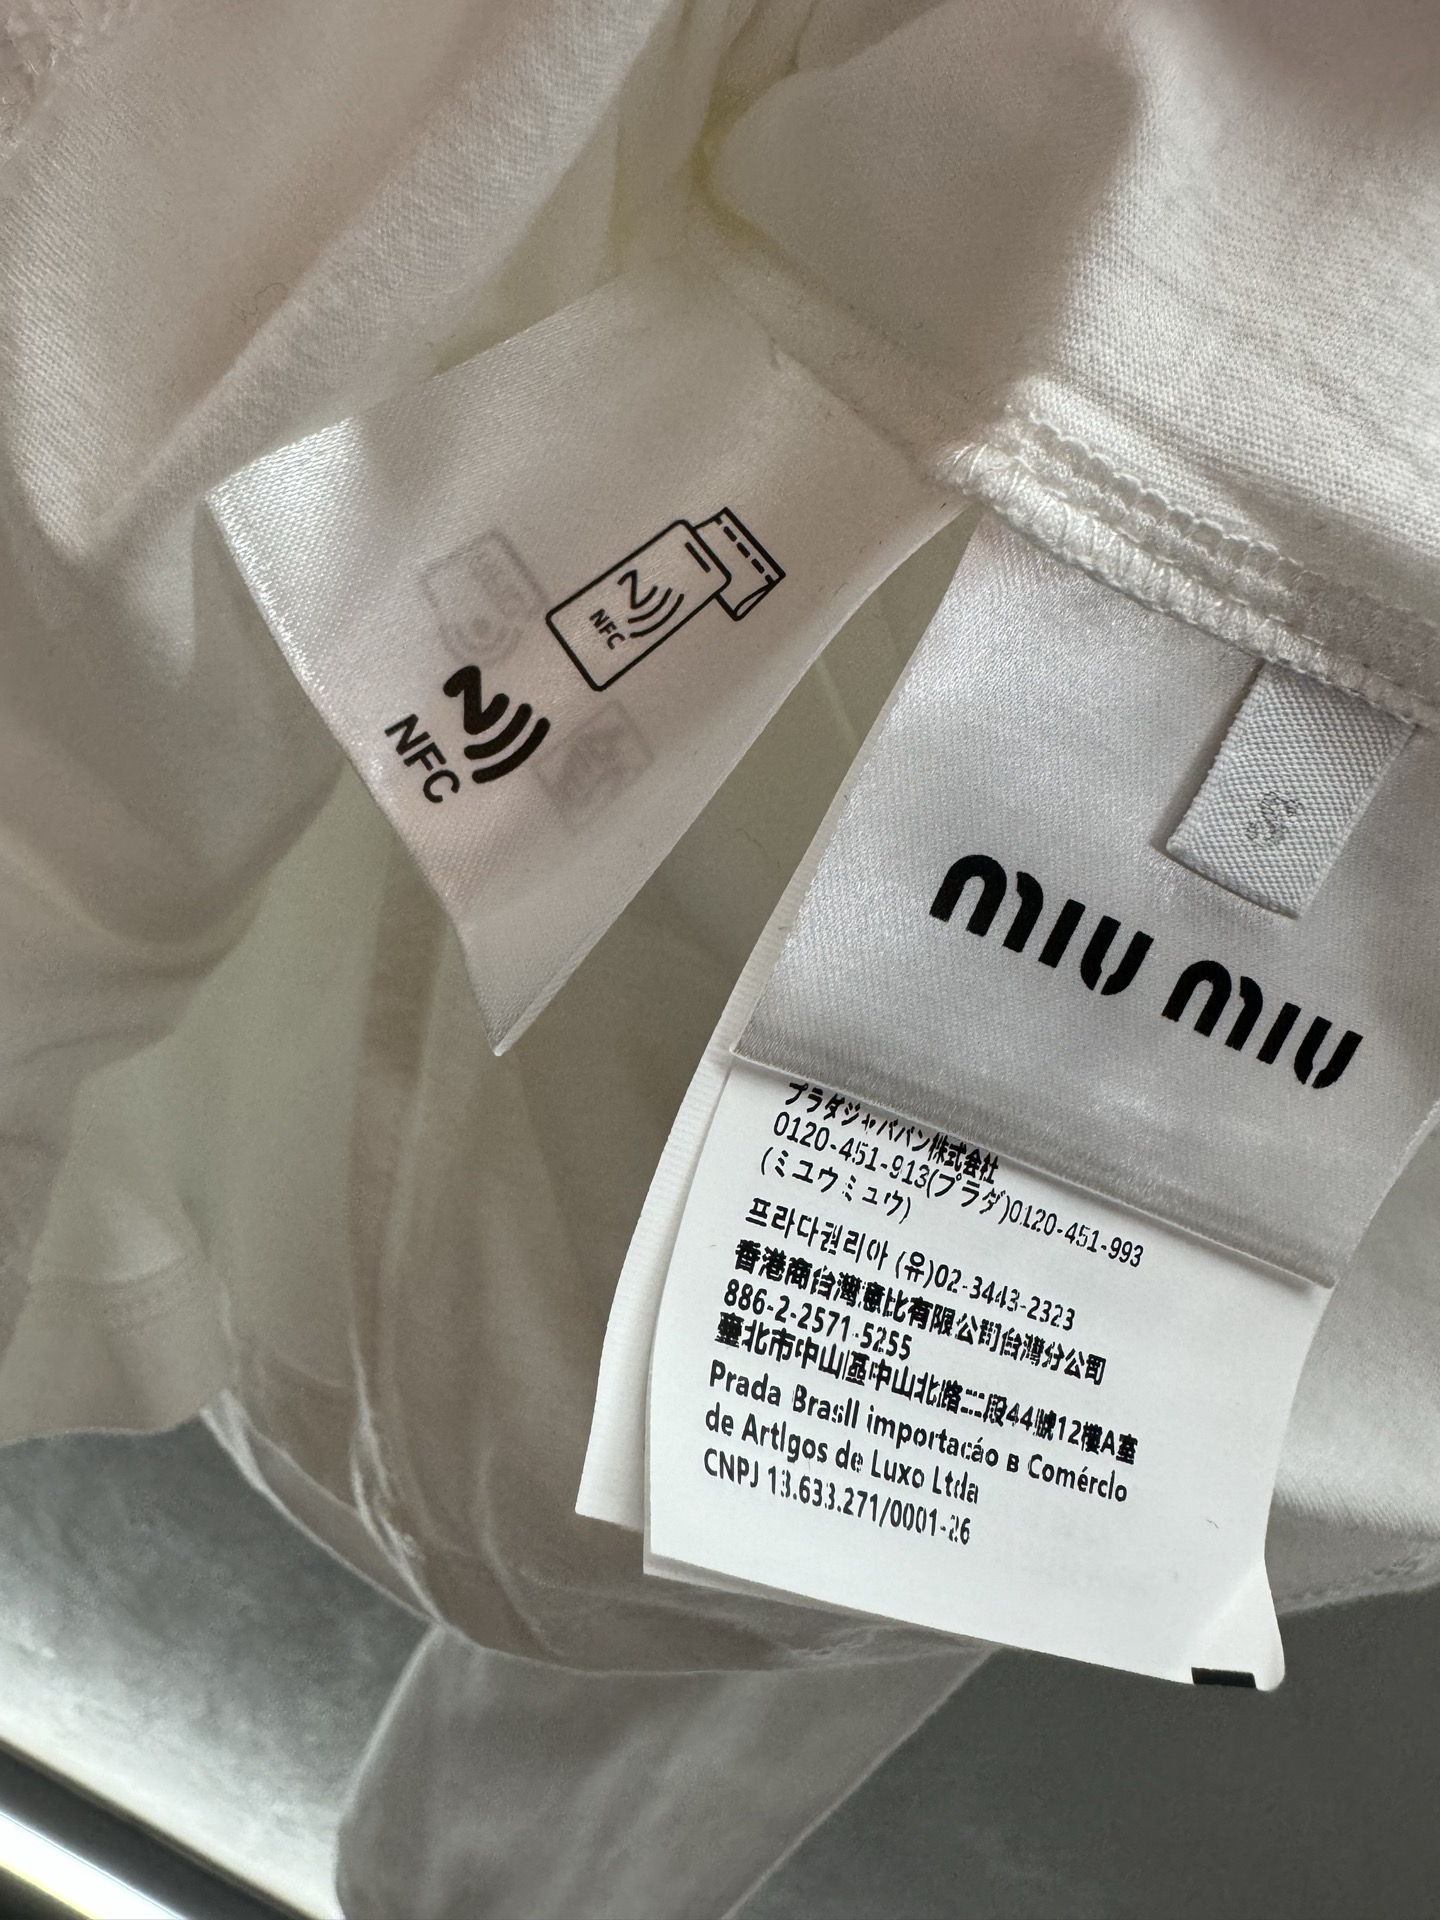 NFC
NFC
S
miu miu
プラダジャパン株式会社
0120-451-913(プラダ)0120-451-993
(ミュウミュウ)
프라다코리아 (유)02-3443-2323
香港商台灣意比有限公司台灣分公司
886-2-2571-5255
臺北市中山區中山北路二段44號12樓A室
Prada Brasil importacáo e Comércio
de Artigos de Luxo Ltda
CNPJ 13.633.271/0001-26